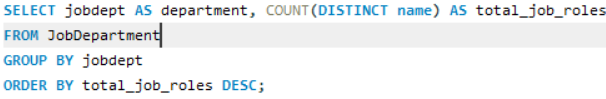 SELECT jobdept AS department, COUNT(DISTINCT name) AS total_job_roles
FROM JobDepartment
GROUP BY jobdept
ORDER BY total_job_roles DESC;